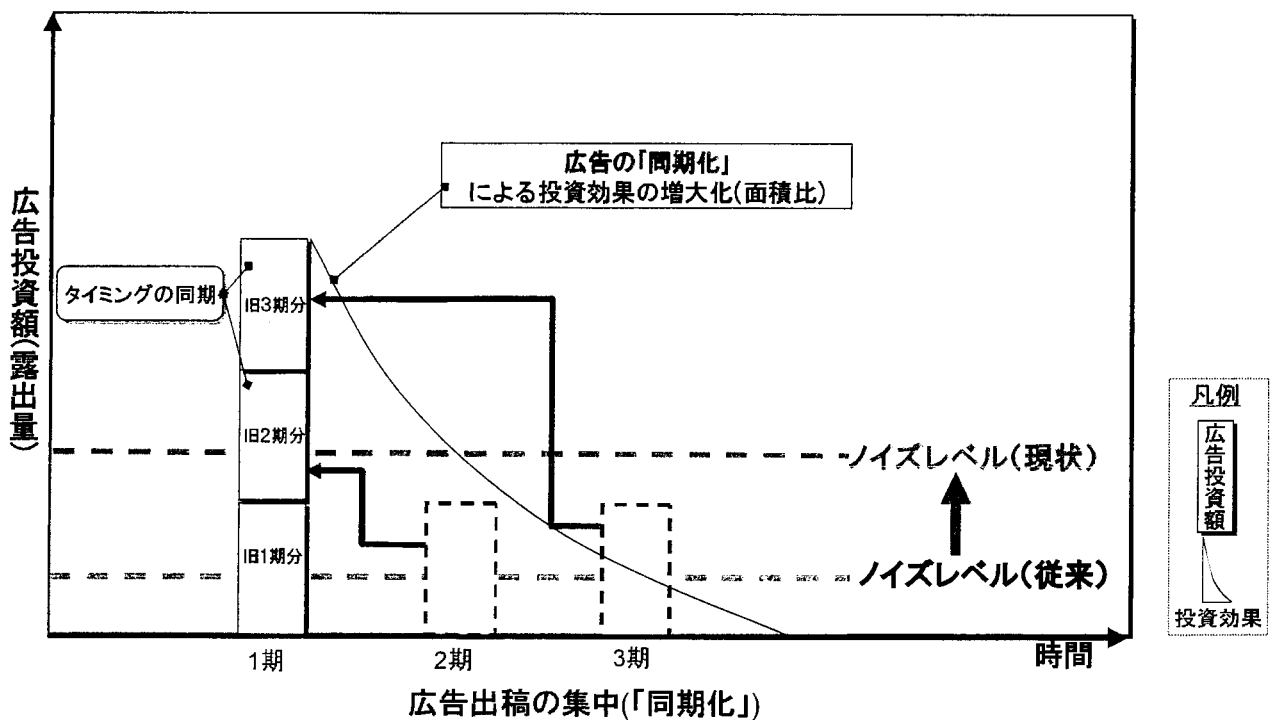 広告投資額(露出量)
広告の「同期化」
による投資効果の増大化(面積比)
タイミングの同期
旧3期分
旧2期分
旧1期分
ノイズレベル(現状)
ノイズレベル(従来)
凡例
広告投資額
投資効果
1期
2期
3期
時間
広告出稿の集中(「同期化」)